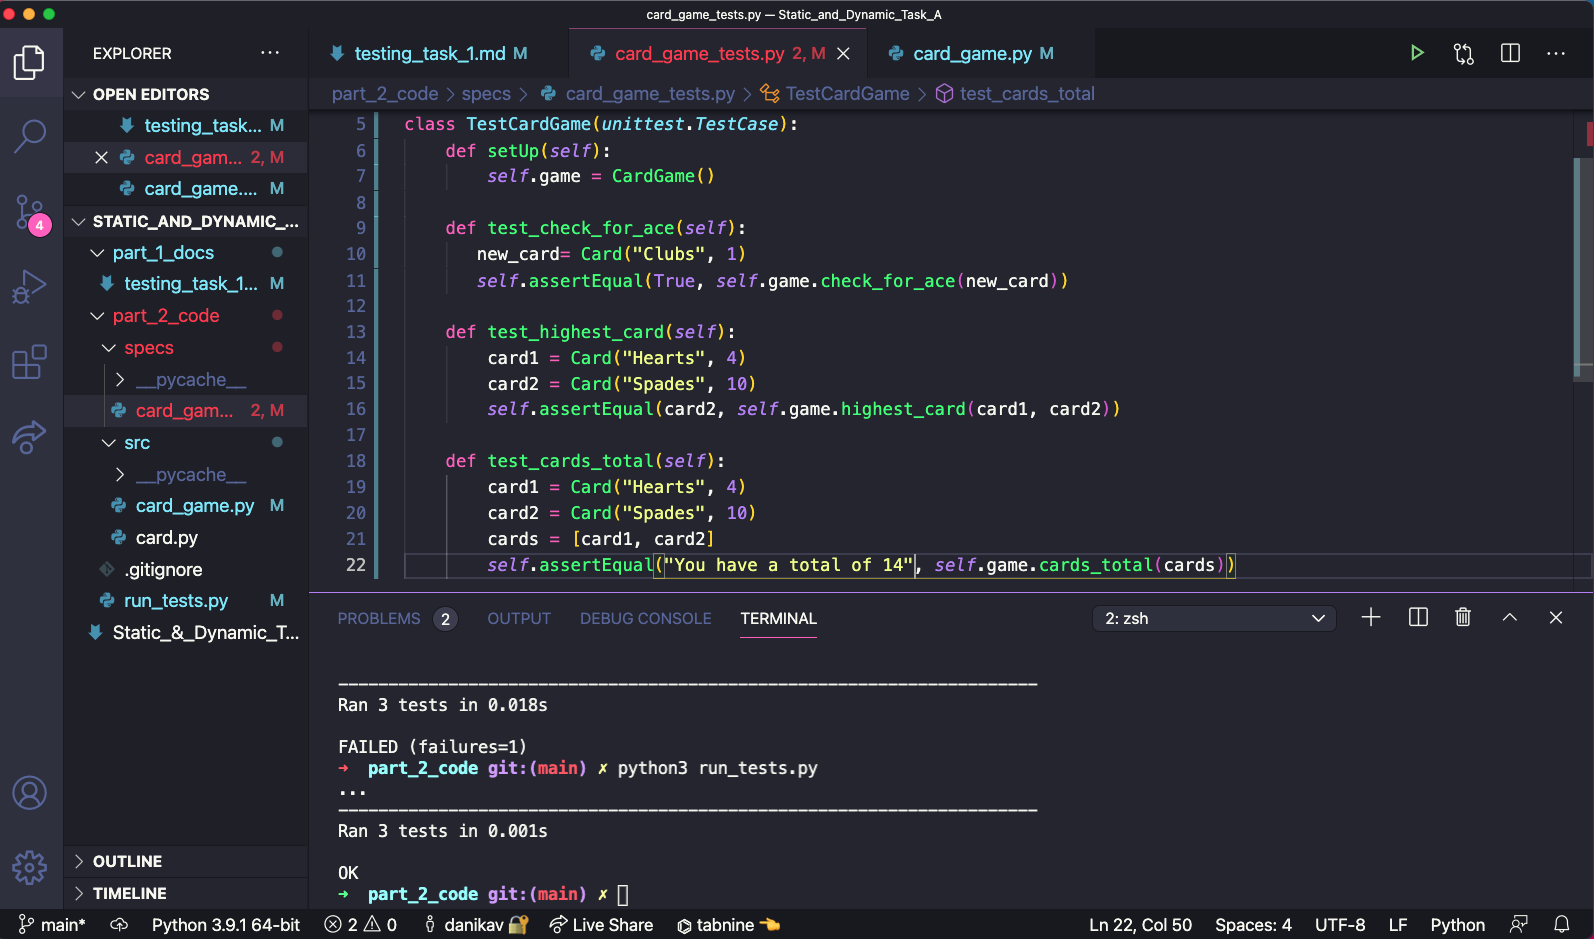 card_game_tests.py — Static_and_Dynamic_Task_A
EXPLORER
OPEN EDITORS
testing_task... M
card_gam... 2, M
card_game.... M
STATIC_AND_DYNAMIC_...
part_1_docs
testing_task_1... M
part_2_code
specs
__pycache__
card_gam... 2, M
src
__pycache__
card_game.py M
card.py
.gitignore
run_tests.py M
Static_&_Dynamic_T...
OUTLINE
TIMELINE
4
testing_task_1.md M
card_game_tests.py 2, M
card_game.py M
part_2_code > specs > card_game_tests.py > TestCardGame > test_cards_total
5 class TestCardGame(unittest.TestCase):
6 def setUp(self):
7 self.game = CardGame()
8
9 def test_check_for_ace(self):
10 new_card= Card("Clubs", 1)
11 self.assertEqual(True, self.game.check_for_ace(new_card))
12
13 def test_highest_card(self):
14 card1 = Card("Hearts", 4)
15 card2 = Card("Spades", 10)
16 self.assertEqual(card2, self.game.highest_card(card1, card2))
17
18 def test_cards_total(self):
19 card1 = Card("Hearts", 4)
20 card2 = Card("Spades", 10)
21 cards = [card1, card2]
22 self.assertEqual("You have a total of 14", self.game.cards_total(cards))
PROBLEMS 2 OUTPUT DEBUG CONSOLE TERMINAL 2: zsh
----------------------------------------------------------------------
Ran 3 tests in 0.018s
FAILED (failures=1)
→ part_2_code git:(main) ✗ python3 run_tests.py
...
----------------------------------------------------------------------
Ran 3 tests in 0.001s
OK
→ part_2_code git:(main) ✗
main* Python 3.9.1 64-bit 2 0 danikav Live Share tabnine Ln 22, Col 50 Spaces: 4 UTF-8 LF Python